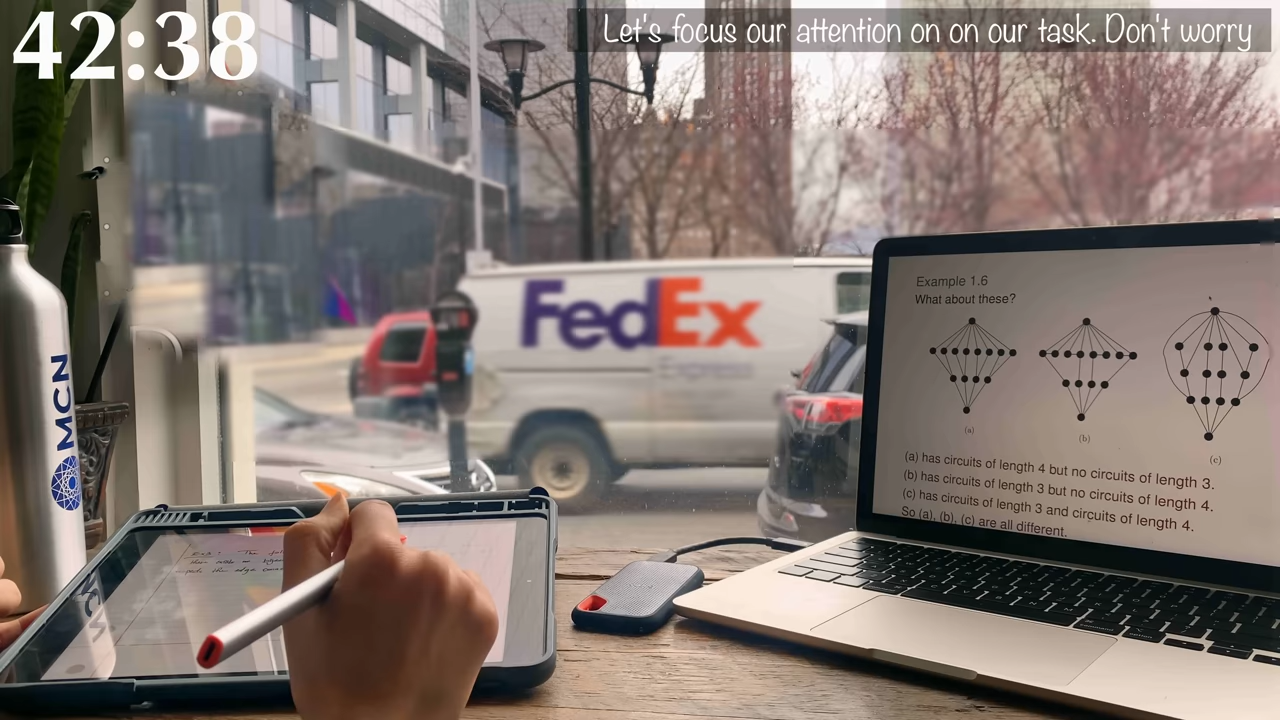 42:38
Let's focus our attention on on our task. Don't worry
FedEx
Express
MCN
Example 1.6
What about these?
(a)
(b)
(c)
(a) has circuits of length 4 but no circuits of length 3.
(b) has circuits of length 3 but no circuits of length 4.
(c) has circuits of length 3 and circuits of length 4.
So (a), (b), (c) are all different.